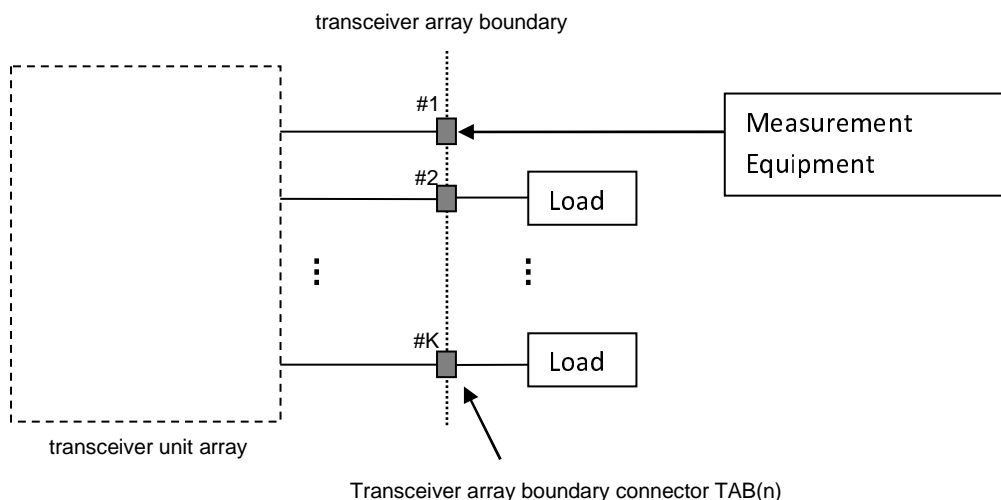 transceiver array boundary
#1
Measurement
Equipment
#2
Load
#K
Load
transceiver unit array
Transceiver array boundary connector TAB(n)